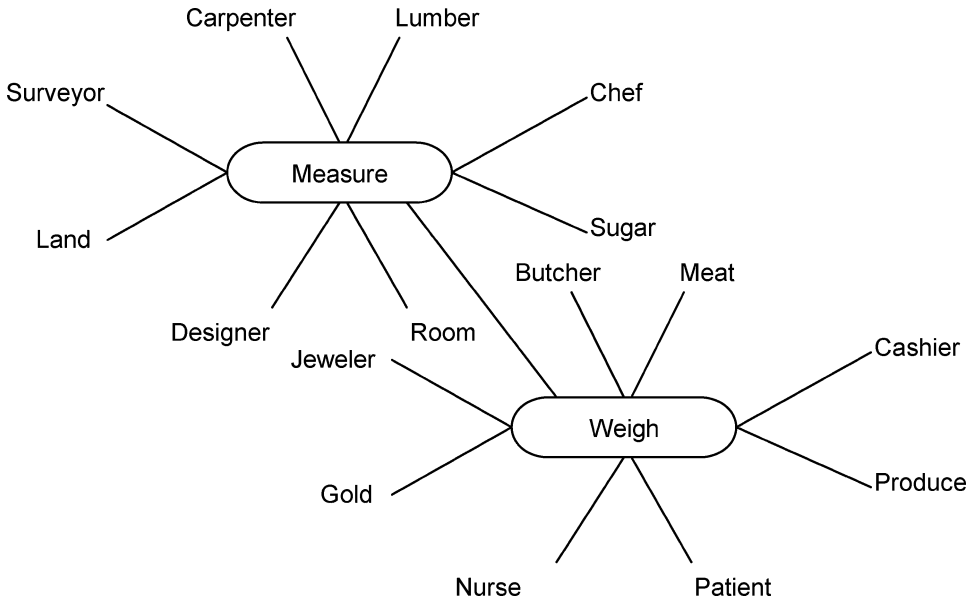 Carpenter
Lumber
Surveyor
Chef
Measure
Land
Sugar
Butcher
Meat
Designer
Room
Jeweler
Cashier
Weigh
Gold
Produce
Nurse
Patient